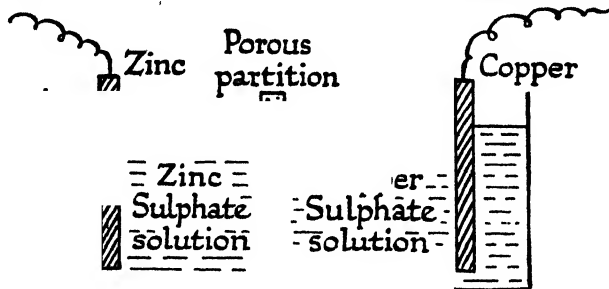 Zinc
Porous
partition
Copper
Zinc
Sulphate
solution
er
Sulphate
solution